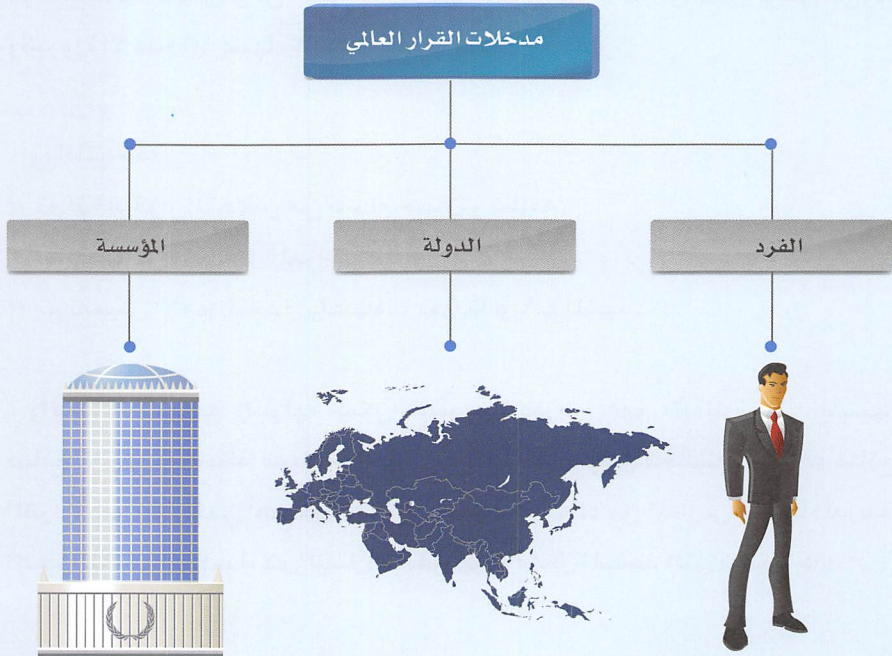 مدخلات القرار العالمي
الفرد
الدولة
المؤسسة